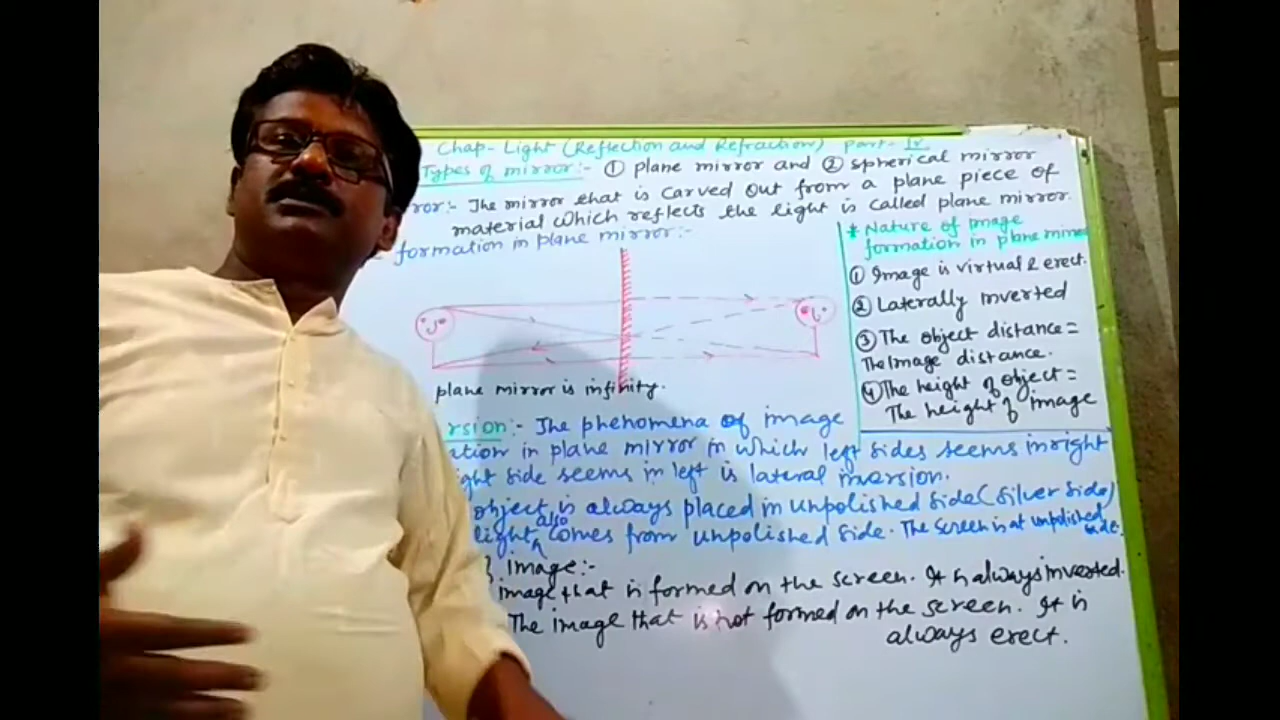 Chap- Light (Reflection and Refraction) part- IV
Types of mirror:- ① plane mirror and ② spherical mirror
ror:- The mirror that is carved out from a plane piece of
material which reflects the light is called plane mirror.
formation in plane mirror:-
plane mirror is infinity.
* Nature of image
formation in plane mirror
① Image is virtual & erect.
② Laterally inverted
③ The object distance =
The Image distance.
④ The height of object =
The height of image
rsion:- The phenomena of image
ation in plane mirror in which left sides seems in right
ight side seems in left is lateral inversion.
object is always placed in unpolished side (silver side)
light also comes from unpolished side. The screen is at unpolished side.
Image:-
image that is formed on the screen. It is always inverted.
The image that is not formed on the screen. It is
always erect.